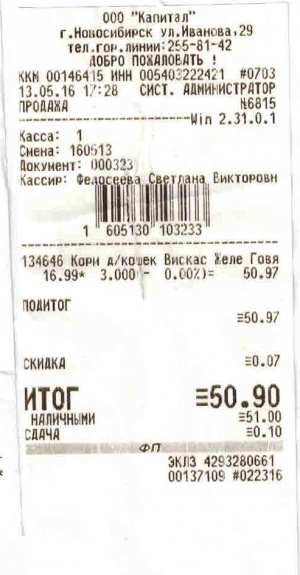 ООО "Капитал"
г.Новосибирск ул.Иванова,29
тел.гор.линии:255-81-42
ДОБРО ПОЖАЛОВАТЬ !
ККМ 00146415 ИНН 005403222421 #0703
13.05.16 17:28 СИСТ. АДМИНИСТРАТОР
ПРОДАЖА №6815
Win 2.31.0.1
Касса: 1
Смена: 160513
Документ: 000323
Кассир: Федосеева Светлана Викторовн
1 605130 103233
134646 Корм д/кошек Вискас Желе Говя
16.99* 3.000 - 0.00%)= 50.97
ПОДИТОГ
≡50.97
СКИДКА ≡0.07
ИТОГ ≡50.90
НАЛИЧНЫМИ ≡51.00
СДАЧА ≡0.10
ФП
ЭКЛЗ 4293280661
00137109 #022316